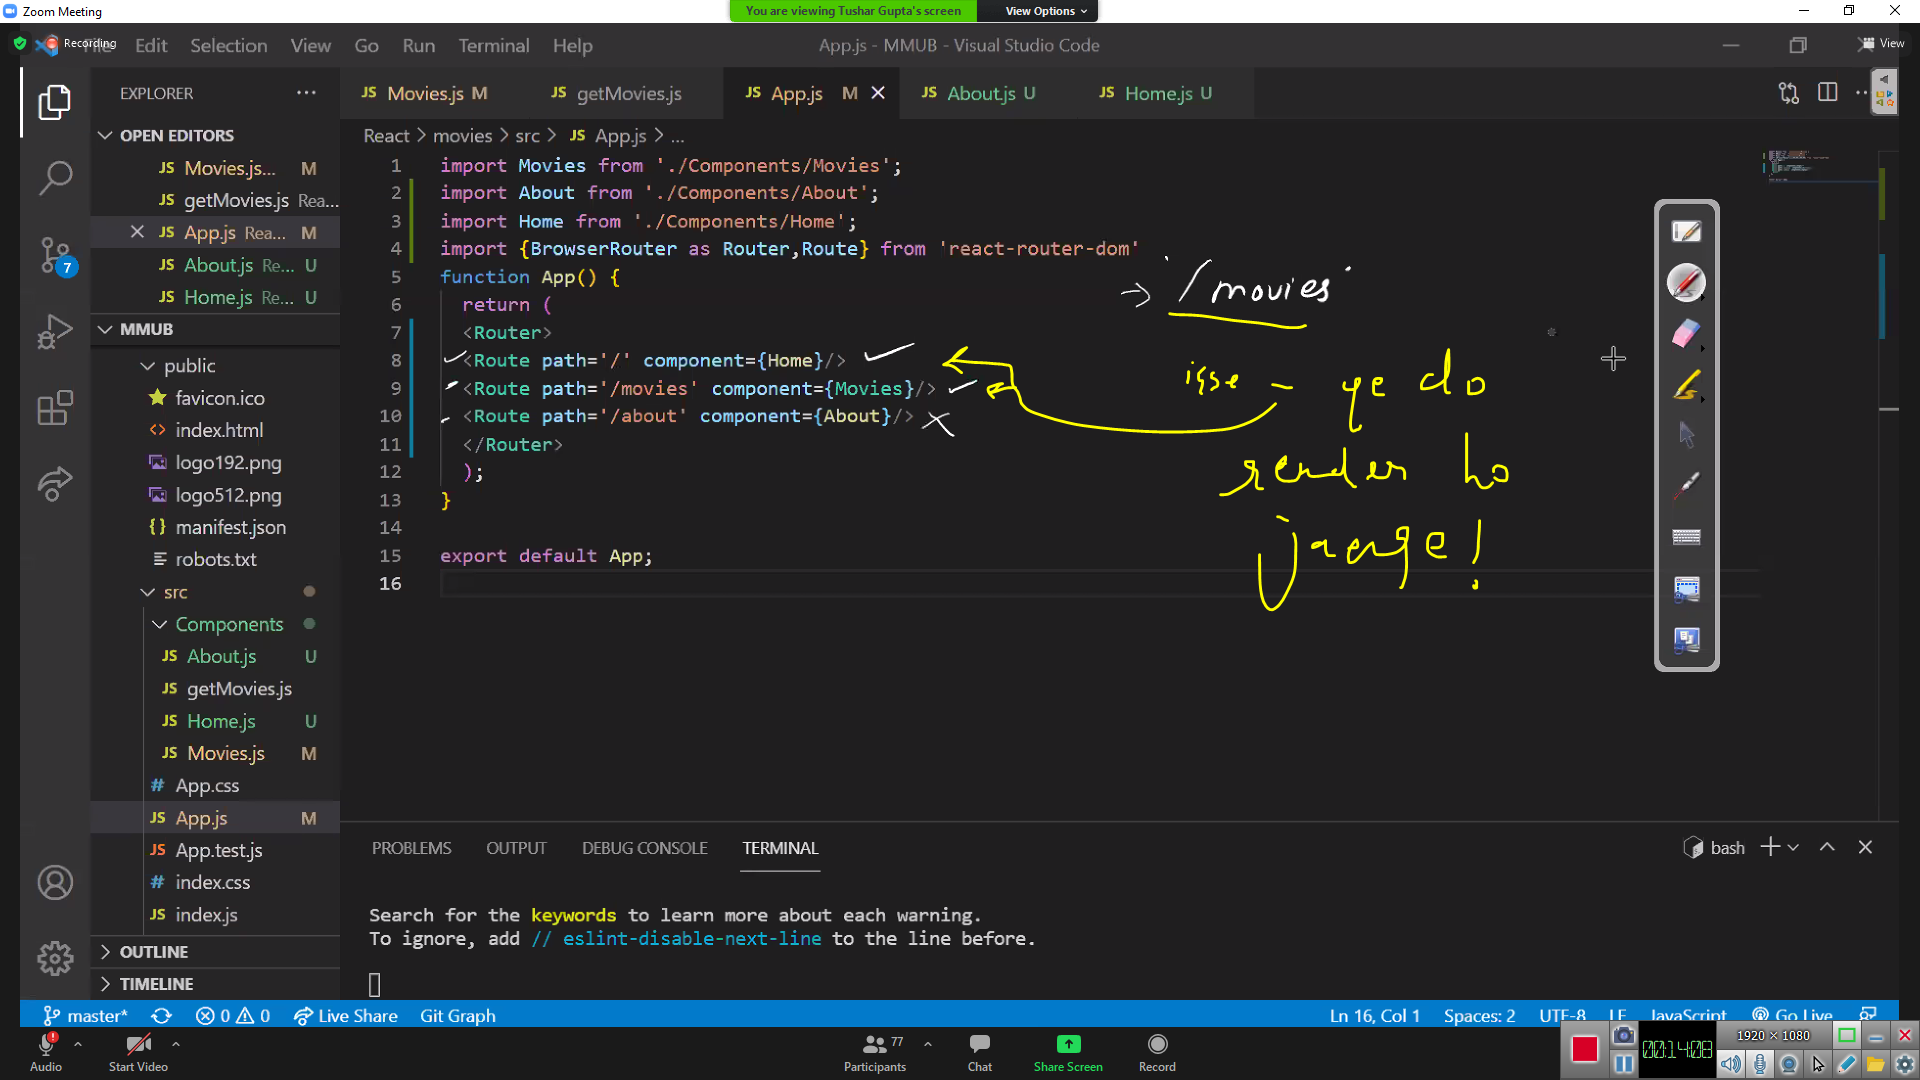 Zoom Meeting
You are viewing Tushar Gupta's screen
View Options
Recording
File Edit Selection View Go Run Terminal Help
App.js - MMUB - Visual Studio Code
View
EXPLORER
Movies.js M
getMovies.js
App.js M
About.js U
Home.js U
OPEN EDITORS
React > movies > src > JS App.js > ...
JS Movies.js... M
JS getMovies.js Rea...
JS App.js Rea... M
JS About.js Re... U
JS Home.js Re... U
MMUB
public
favicon.ico
index.html
logo192.png
logo512.png
manifest.json
robots.txt
src
Components
JS About.js U
JS getMovies.js
JS Home.js U
JS Movies.js M
# App.css
JS App.js M
JS App.test.js
# index.css
JS index.js
OUTLINE
TIMELINE
1 import Movies from './Components/Movies';
2 import About from './Components/About';
3 import Home from './Components/Home';
4 import {BrowserRouter as Router,Route} from 'react-router-dom'
5 function App() {
6 return (
7 <Router>
8 <Route path='/' component={Home}/>
9 <Route path='/movies' component={Movies}/>
10 <Route path='/about' component={About}/>
11 </Router>
12 );
13 }
14
15 export default App;
16
→ '/movies'
isse - ye do
render ho
jaenge!
PROBLEMS OUTPUT DEBUG CONSOLE TERMINAL
bash
Search for the keywords to learn more about each warning.
To ignore, add // eslint-disable-next-line to the line before.
master* 0 0 Live Share Git Graph
Ln 16, Col 1 Spaces: 2 UTF-8 LF JavaScript Go Live
Audio
Start Video
Participants 77
Chat
Share Screen
Record
00:14:08
1920 × 1080